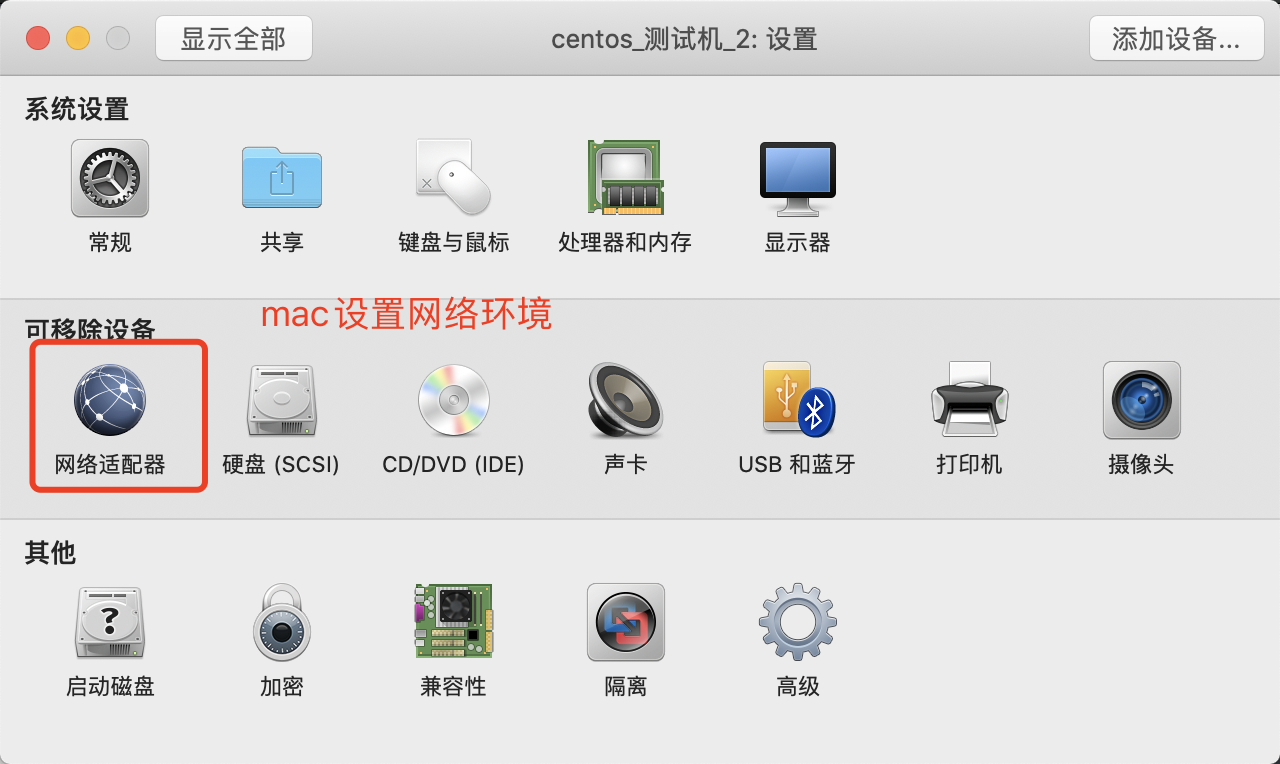 显示全部
centos_测试机_2: 设置
添加设备...
系统设置
常规
共享
键盘与鼠标
处理器和内存
显示器
mac设置网络环境
可移除设备
网络适配器
硬盘 (SCSI)
CD/DVD (IDE)
声卡
USB 和蓝牙
打印机
摄像头
其他
启动磁盘
加密
兼容性
隔离
高级